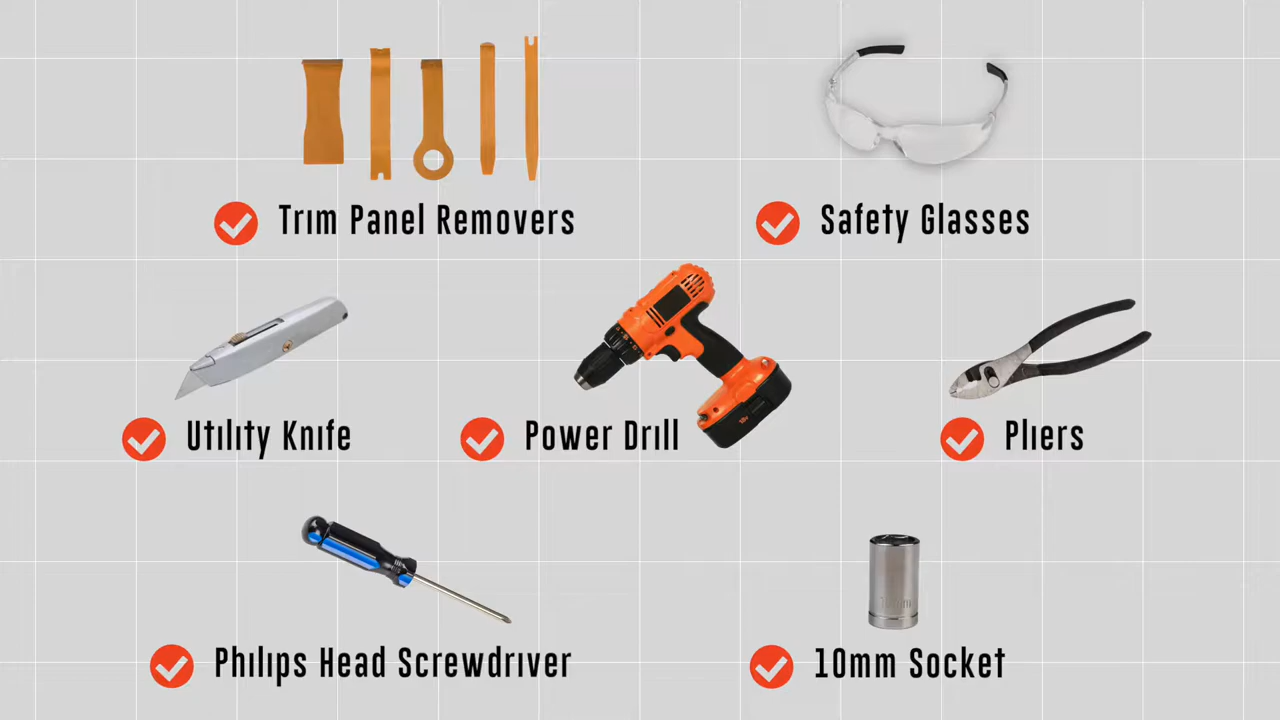 Trim Panel Removers
Safety Glasses
Utility Knife
Power Drill
Pliers
Philips Head Screwdriver
10mm Socket